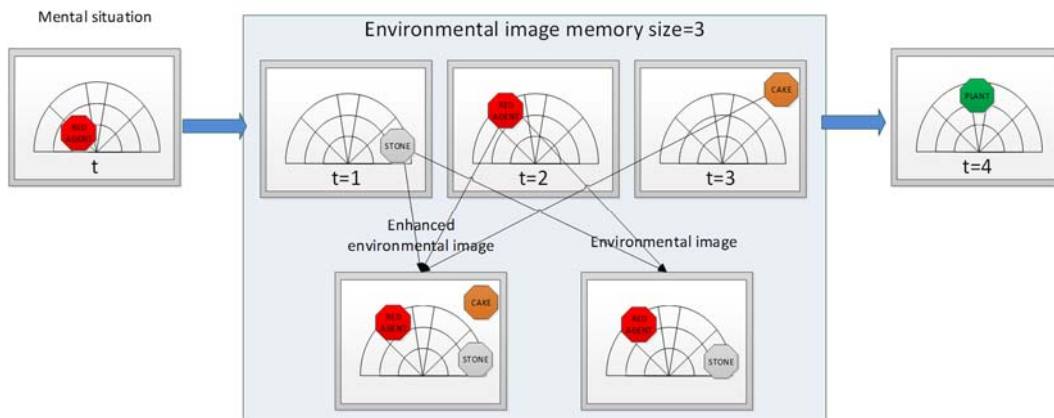 Mental situation
Environmental image memory size=3
RED
AGENT
t
STONE
t=1
RED
AGENT
t=2
CAKE
t=3
PLANT
t=4
Enhanced
environmental image
Environmental image
RED
AGENT
CAKE
STONE
RED
AGENT
STONE